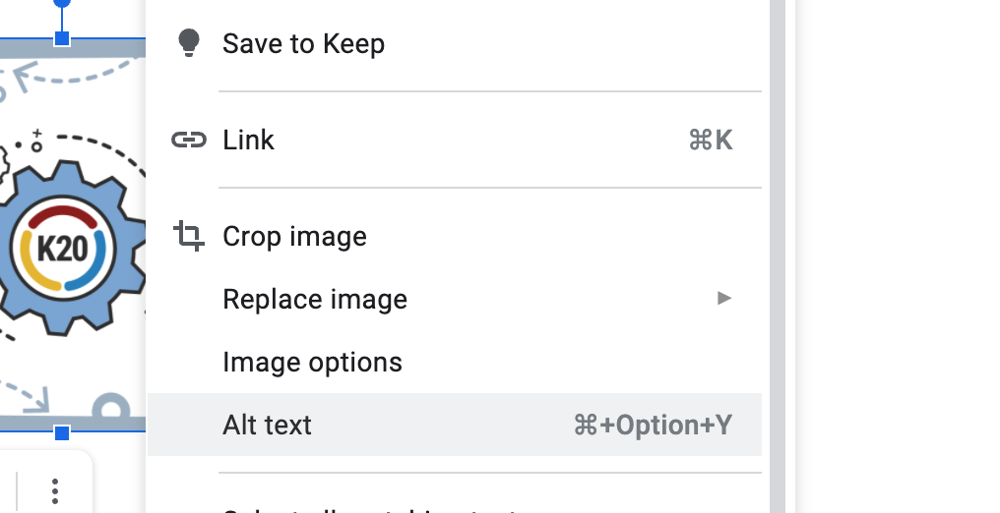 Save to Keep
Link ⌘K
K20
Crop image
Replace image
Image options
Alt text ⌘+Option+Y